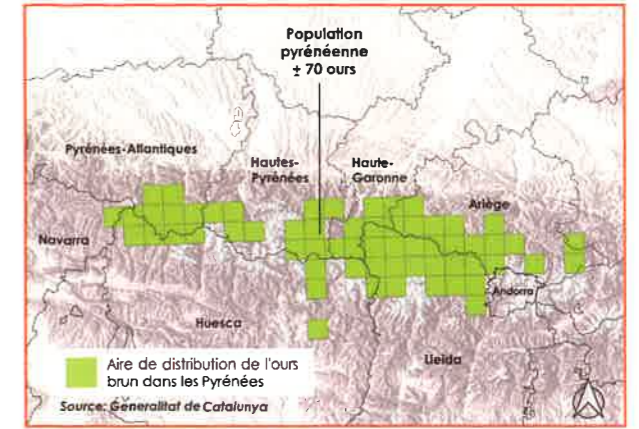 Population
pyrénéenne
± 70 ours
Pyrénées-Atlantiques
Hautes-
Pyrénées
Haute-
Garonne
Ariège
Navarra
Andorra
Huesca
Lleida
Aire de distribution de l'ours
brun dans les Pyrénées
Source: Generalitat de Catalunya